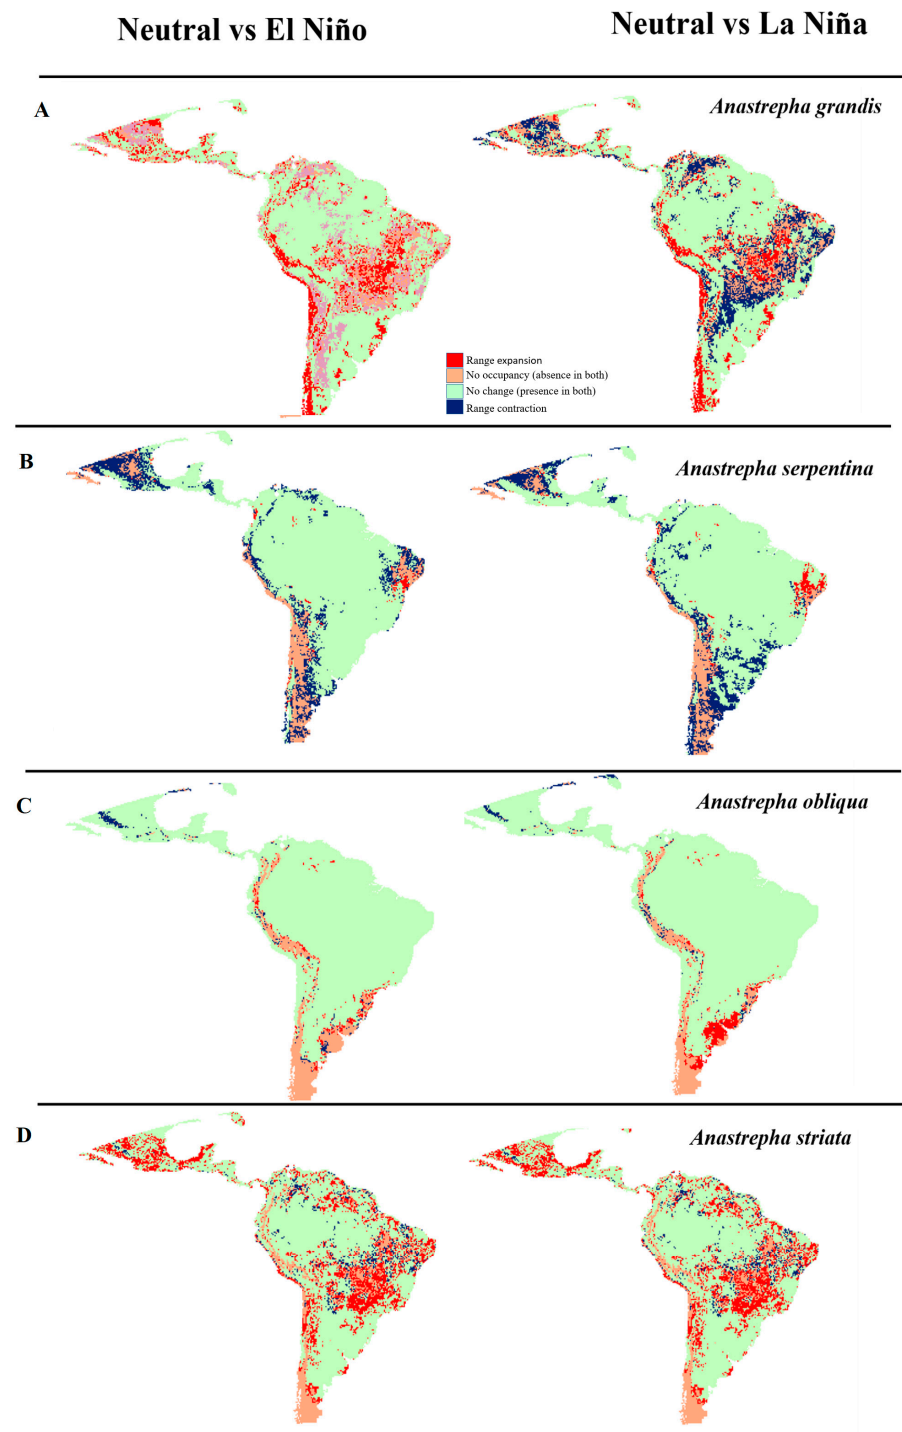 Neutral vs El Niño
Neutral vs La Niña
A
Anastrepha grandis
Range expansion
No occupancy (absence in both)
No change (presence in both)
Range contraction
B
Anastrepha serpentina
C
Anastrepha obliqua
D
Anastrepha striata